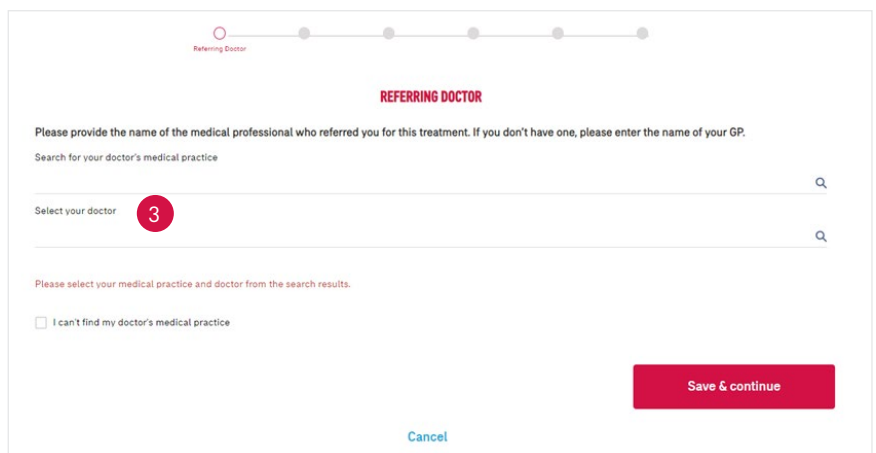 Referring Doctor
REFERRING DOCTOR
Please provide the name of the medical professional who referred you for this treatment. If you don't have one, please enter the name of your GP.
Search for your doctor's medical practice
Select your doctor
3
Please select your medical practice and doctor from the search results.
I can't find my doctor's medical practice
Save & continue
Cancel